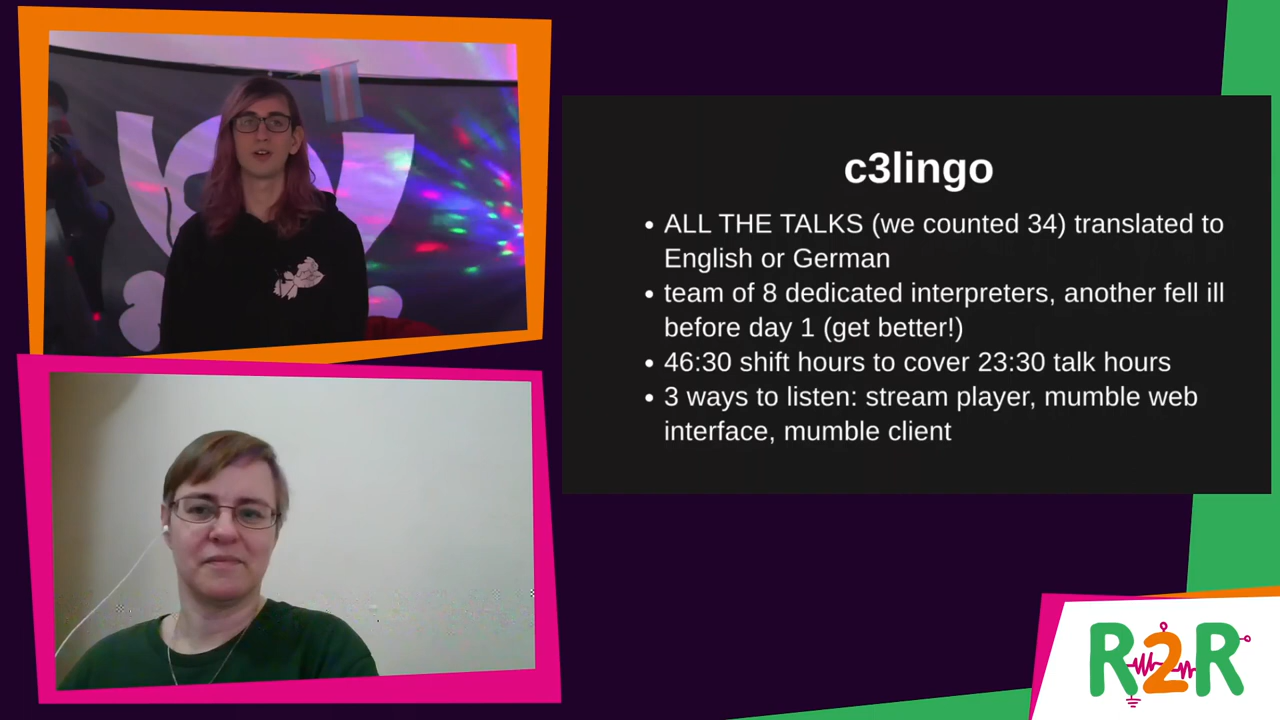 c3lingo
• ALL THE TALKS (we counted 34) translated to
English or German
• team of 8 dedicated interpreters, another fell ill
before day 1 (get better!)
• 46:30 shift hours to cover 23:30 talk hours
• 3 ways to listen: stream player, mumble web
interface, mumble client
R2R